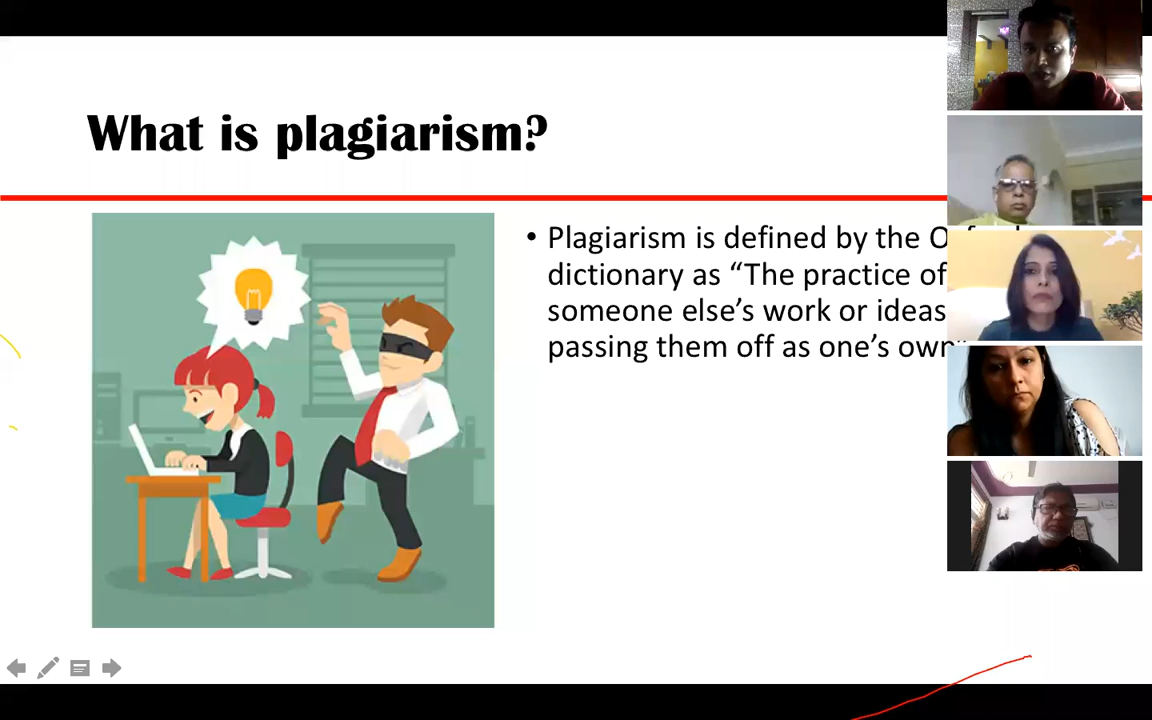 What is plagiarism?
• Plagiarism is defined by the
dictionary as “The practice of
someone else’s work or ideas
passing them off as one’s own”